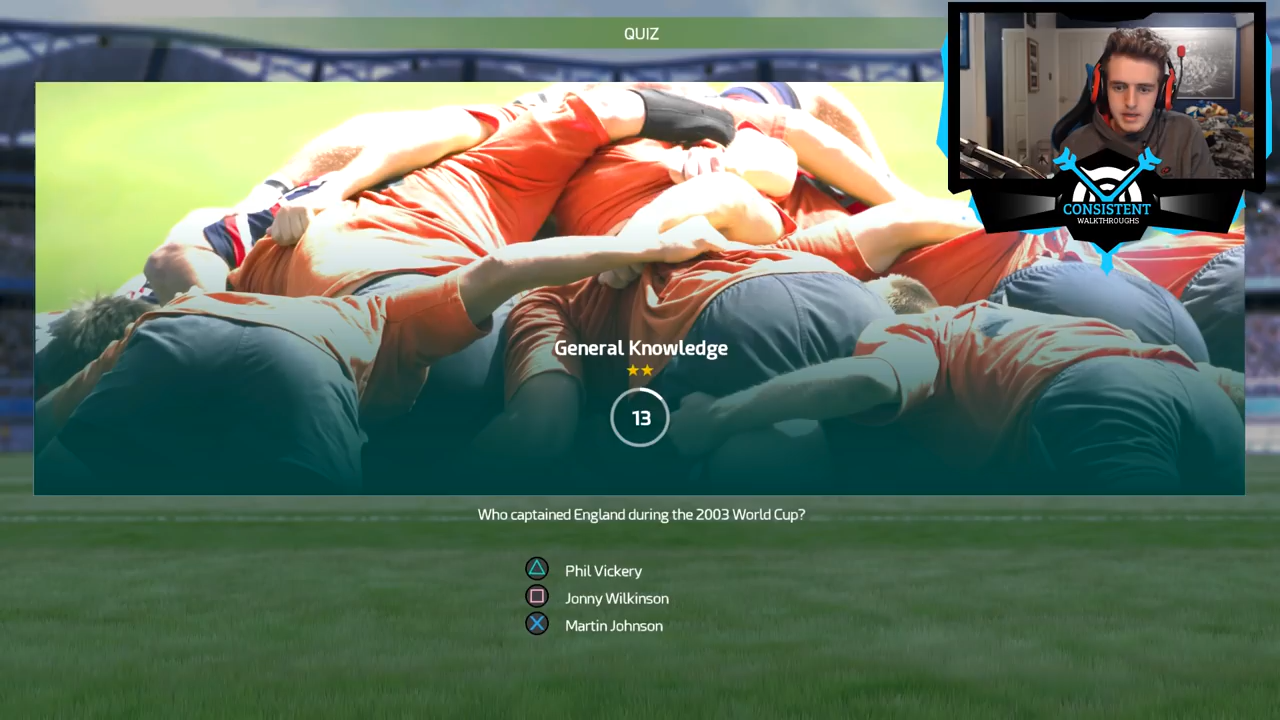 QUIZ
CONSISTENT
WALKTHROUGHS
General Knowledge
13
Who captained England during the 2003 World Cup?
Phil Vickery
Jonny Wilkinson
Martin Johnson